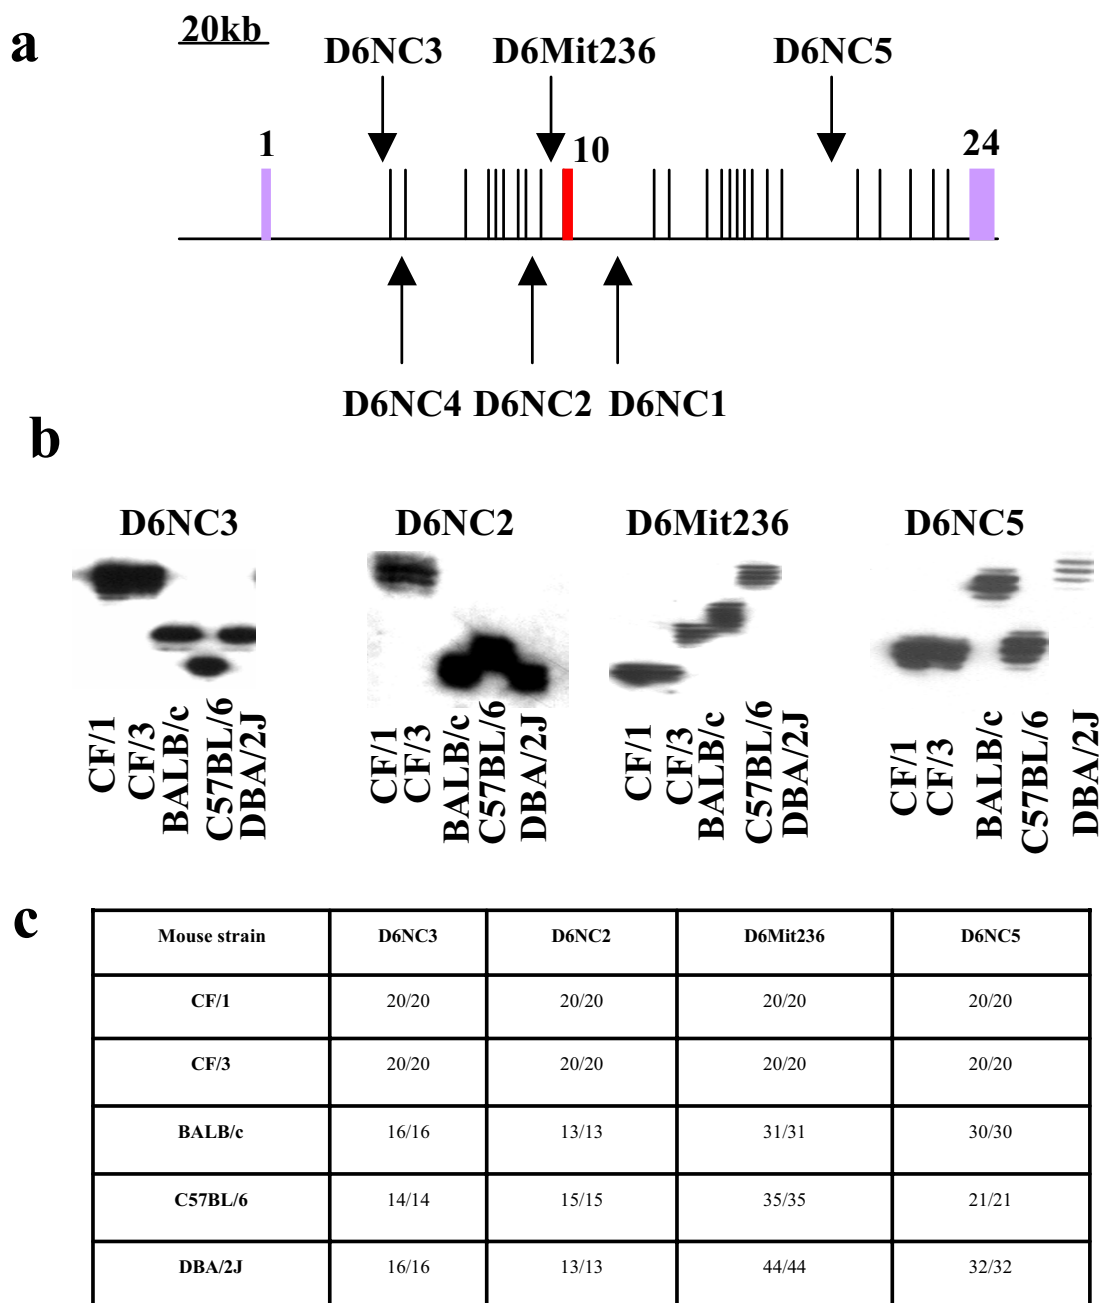 a
20kb
D6NC3 D6Mit236 D6NC5
1 10 24
D6NC4 D6NC2 D6NC1
b
D6NC3 D6NC2 D6Mit236 D6NC5
CF/1
CF/3
BALB/c
C57BL/6
DBA/2J
CF/1
CF/3
BALB/c
C57BL/6
DBA/2J
CF/1
CF/3
BALB/c
C57BL/6
DBA/2J
CF/1
CF/3
BALB/c
C57BL/6
DBA/2J
c
Mouse strain D6NC3 D6NC2 D6Mit236 D6NC5
CF/1 20/20 20/20 20/20 20/20
CF/3 20/20 20/20 20/20 20/20
BALB/c 16/16 13/13 31/31 30/30
C57BL/6 14/14 15/15 35/35 21/21
DBA/2J 16/16 13/13 44/44 32/32